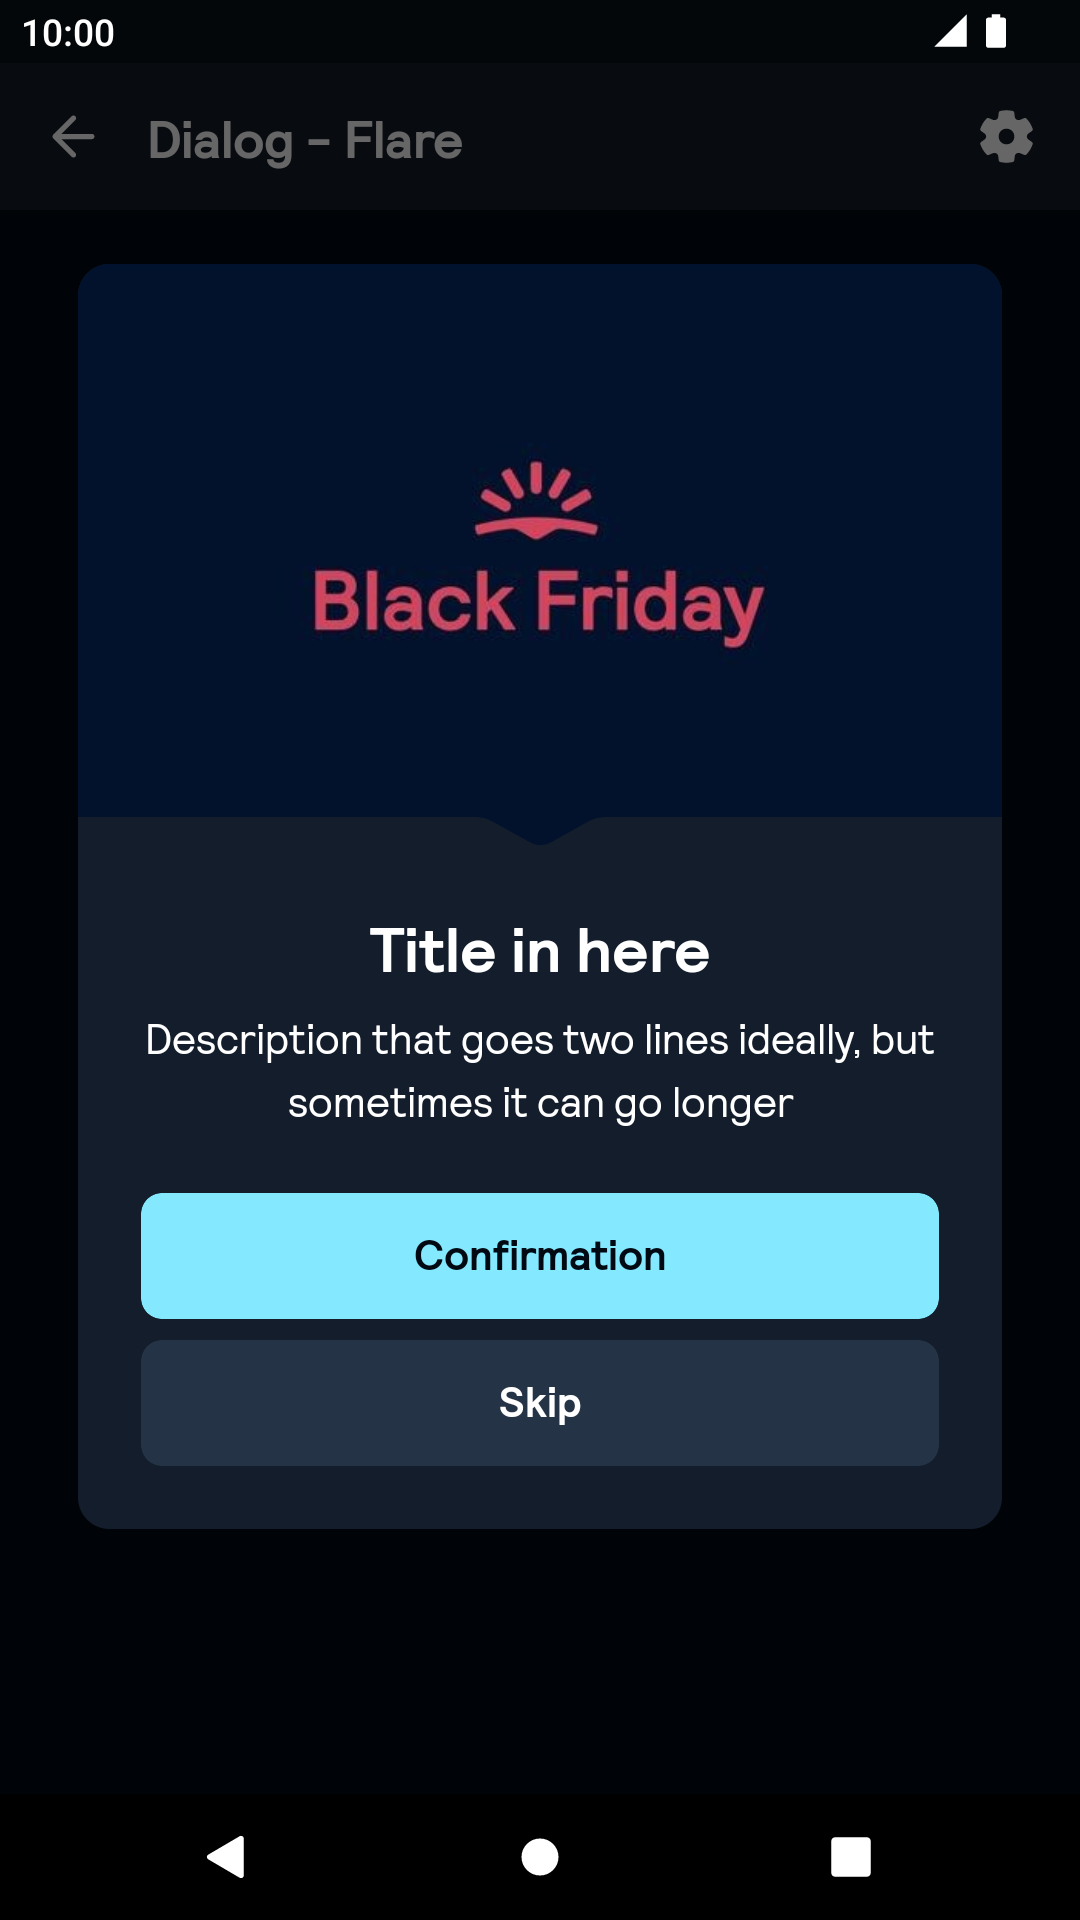 10:00
Dialog - Flare
Black Friday
Title in here
Description that goes two lines ideally, but
sometimes it can go longer
Confirmation
Skip